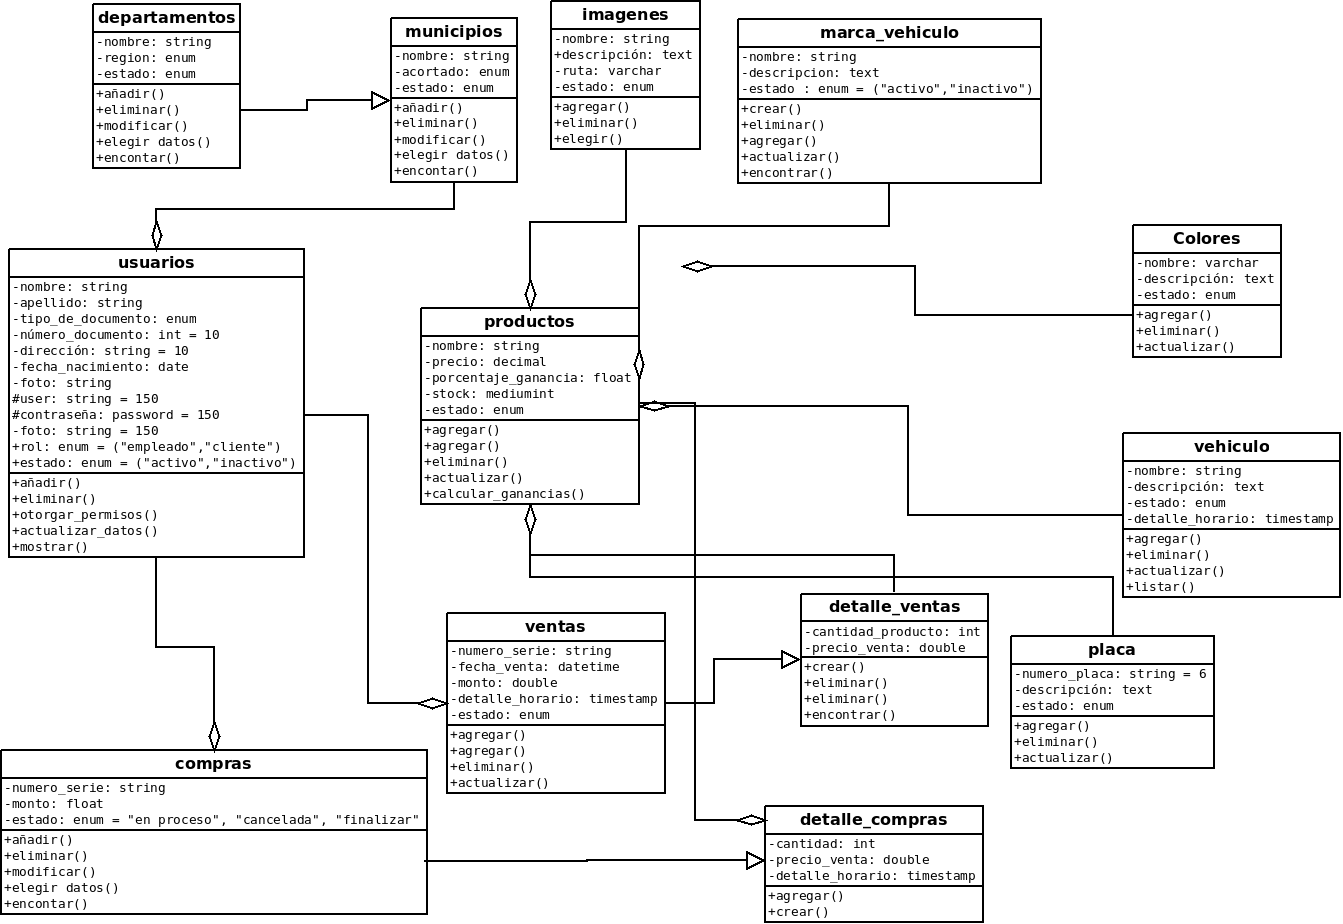 departamentos
-nombre: string
-region: enum
-estado: enum
+añadir()
+eliminar()
+modificar()
+elegir datos()
+encontar()
municipios
-nombre: string
-acortado: enum
-estado: enum
+añadir()
+eliminar()
+modificar()
+elegir datos()
+encontar()
imagenes
-nombre: string
+descripción: text
-ruta: varchar
-estado: enum
+agregar()
+eliminar()
+elegir()
marca_vehiculo
-nombre: string
-descripcion: text
-estado : enum = ("activo","inactivo")
+crear()
+eliminar()
+agregar()
+actualizar()
+encontrar()
Colores
-nombre: varchar
-descripción: text
-estado: enum
+agregar()
+eliminar()
+actualizar()
usuarios
-nombre: string
-apellido: string
-tipo_de_documento: enum
-número_documento: int = 10
-dirección: string = 10
-fecha_nacimiento: date
-foto: string
#user: string = 150
#contraseña: password = 150
-foto: string = 150
+rol: enum = ("empleado","cliente")
+estado: enum = ("activo","inactivo")
+añadir()
+eliminar()
+otorgar_permisos()
+actualizar_datos()
+mostrar()
productos
-nombre: string
-precio: decimal
-porcentaje_ganancia: float
-stock: mediumint
-estado: enum
+agregar()
+agregar()
+eliminar()
+actualizar()
+calcular_ganancias()
vehiculo
-nombre: string
-descripción: text
-estado: enum
-detalle_horario: timestamp
+agregar()
+eliminar()
+actualizar()
+listar()
ventas
-numero_serie: string
-fecha_venta: datetime
-monto: double
-detalle_horario: timestamp
-estado: enum
+agregar()
+agregar()
+eliminar()
+actualizar()
detalle_ventas
-cantidad_producto: int
-precio_venta: double
+crear()
+eliminar()
+eliminar()
+encontrar()
placa
-numero_placa: string = 6
-descripción: text
-estado: enum
+agregar()
+eliminar()
+actualizar()
compras
-numero_serie: string
-monto: float
-estado: enum = "en proceso", "cancelada", "finalizar"
+añadir()
+eliminar()
+modificar()
+elegir datos()
+encontar()
detalle_compras
-cantidad: int
-precio_venta: double
-detalle_horario: timestamp
+agregar()
+crear()